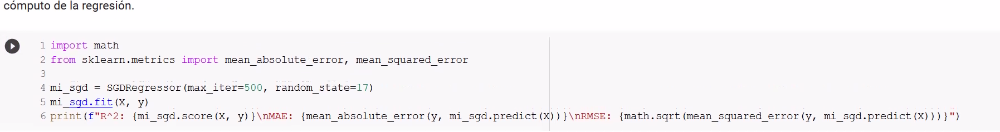 cómputo de la regresión.
1 import math
2 from sklearn.metrics import mean_absolute_error, mean_squared_error
3
4 mi_sgd = SGDRegressor(max_iter=500, random_state=17)
5 mi_sgd.fit(X, y)
6 print(f"R^2: {mi_sgd.score(X, y)}\nMAE: {mean_absolute_error(y, mi_sgd.predict(X))}\nRMSE: {math.sqrt(mean_squared_error(y, mi_sgd.predict(X)))}")